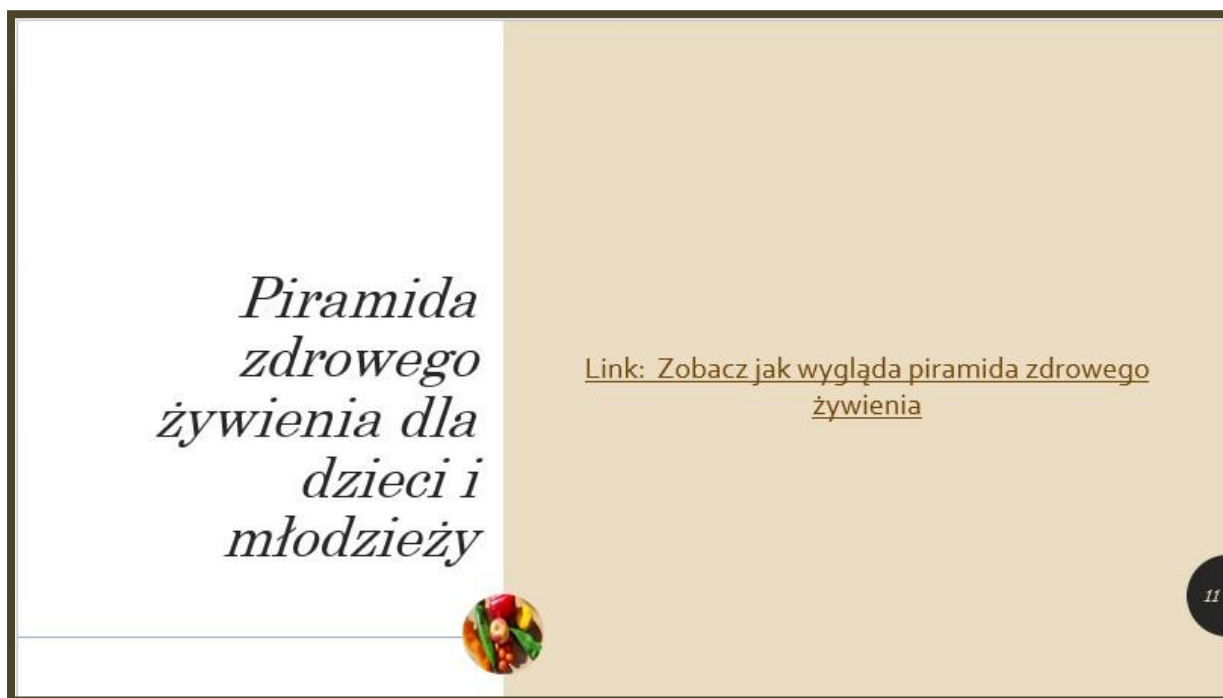 Piramida
zdrowego
żywienia dla
dzieci i
młodzieży
Link:  Zobacz jak wygląda piramida zdrowego
żywienia
11